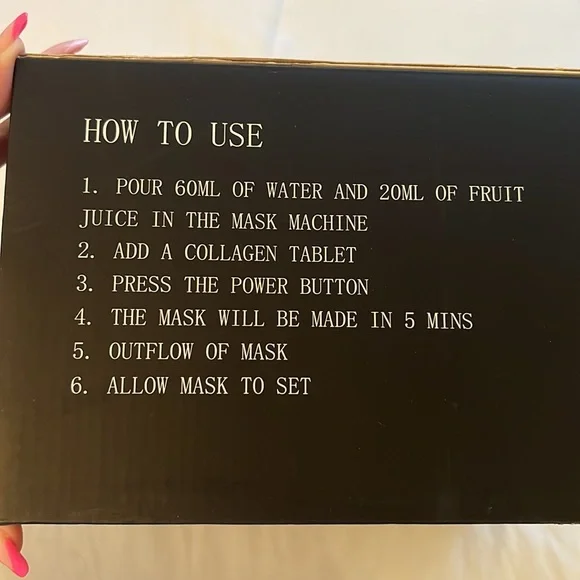 HOW TO USE
1. POUR 60ML OF WATER AND 20ML OF FRUIT
JUICE IN THE MASK MACHINE
2. ADD A COLLAGEN TABLET
3. PRESS THE POWER BUTTON
4. THE MASK WILL BE MADE IN 5 MINS
5. OUTFLOW OF MASK
6. ALLOW MASK TO SET